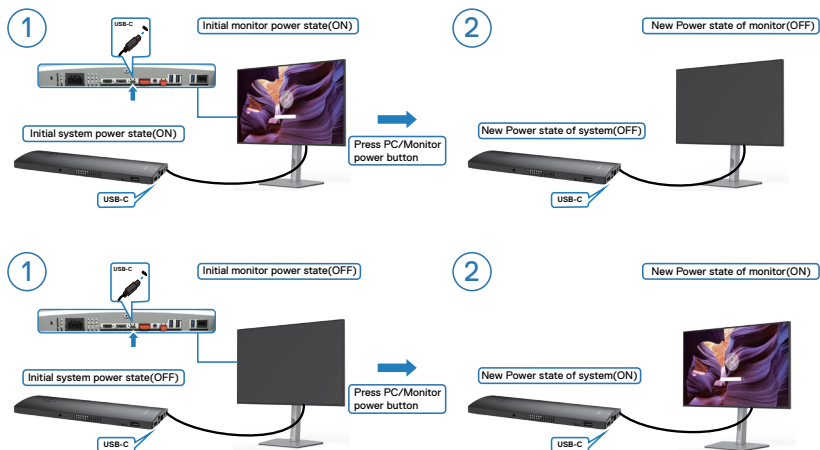 1
USB-C
Initial monitor power state(ON)
Initial system power state(ON)
USB-C
Press PC/Monitor
power button
2
New Power state of monitor(OFF)
New Power state of system(OFF)
USB-C
1
USB-C
Initial monitor power state(OFF)
Initial system power state(OFF)
USB-C
Press PC/Monitor
power button
2
New Power state of monitor(ON)
New Power state of system(ON)
USB-C